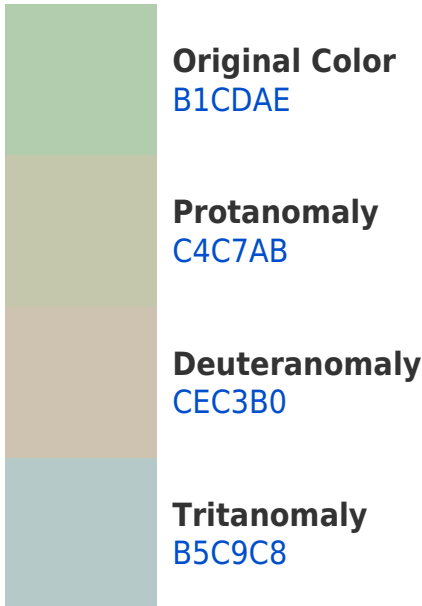 Original Color
B1CDAE
Protanomaly
C4C7AB
Deuteranomaly
CEC3B0
Tritanomaly
B5C9C8